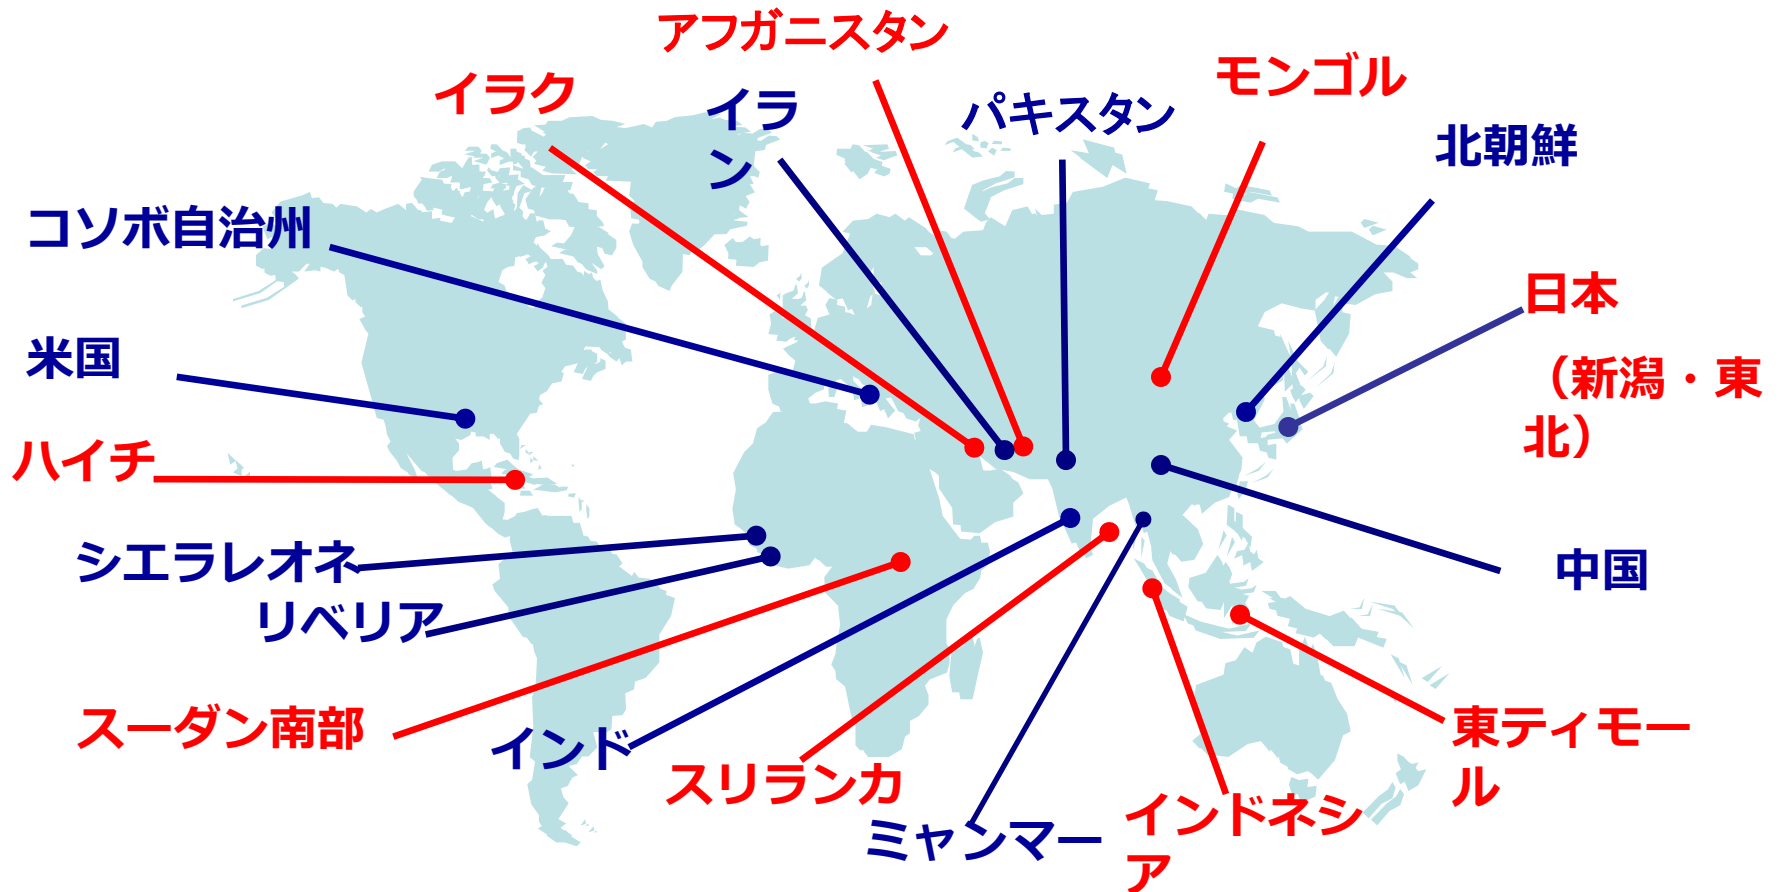 アフガニスタン
イラク
イラ
ン
パキスタン
モンゴル
北朝鮮
コソボ自治州
日本
（新潟・東
北）
米国
ハイチ
シエラレオネ
リベリア
中国
スーダン南部
インド
スリランカ
ミャンマー
インドネシ
ア
東ティモー
ル